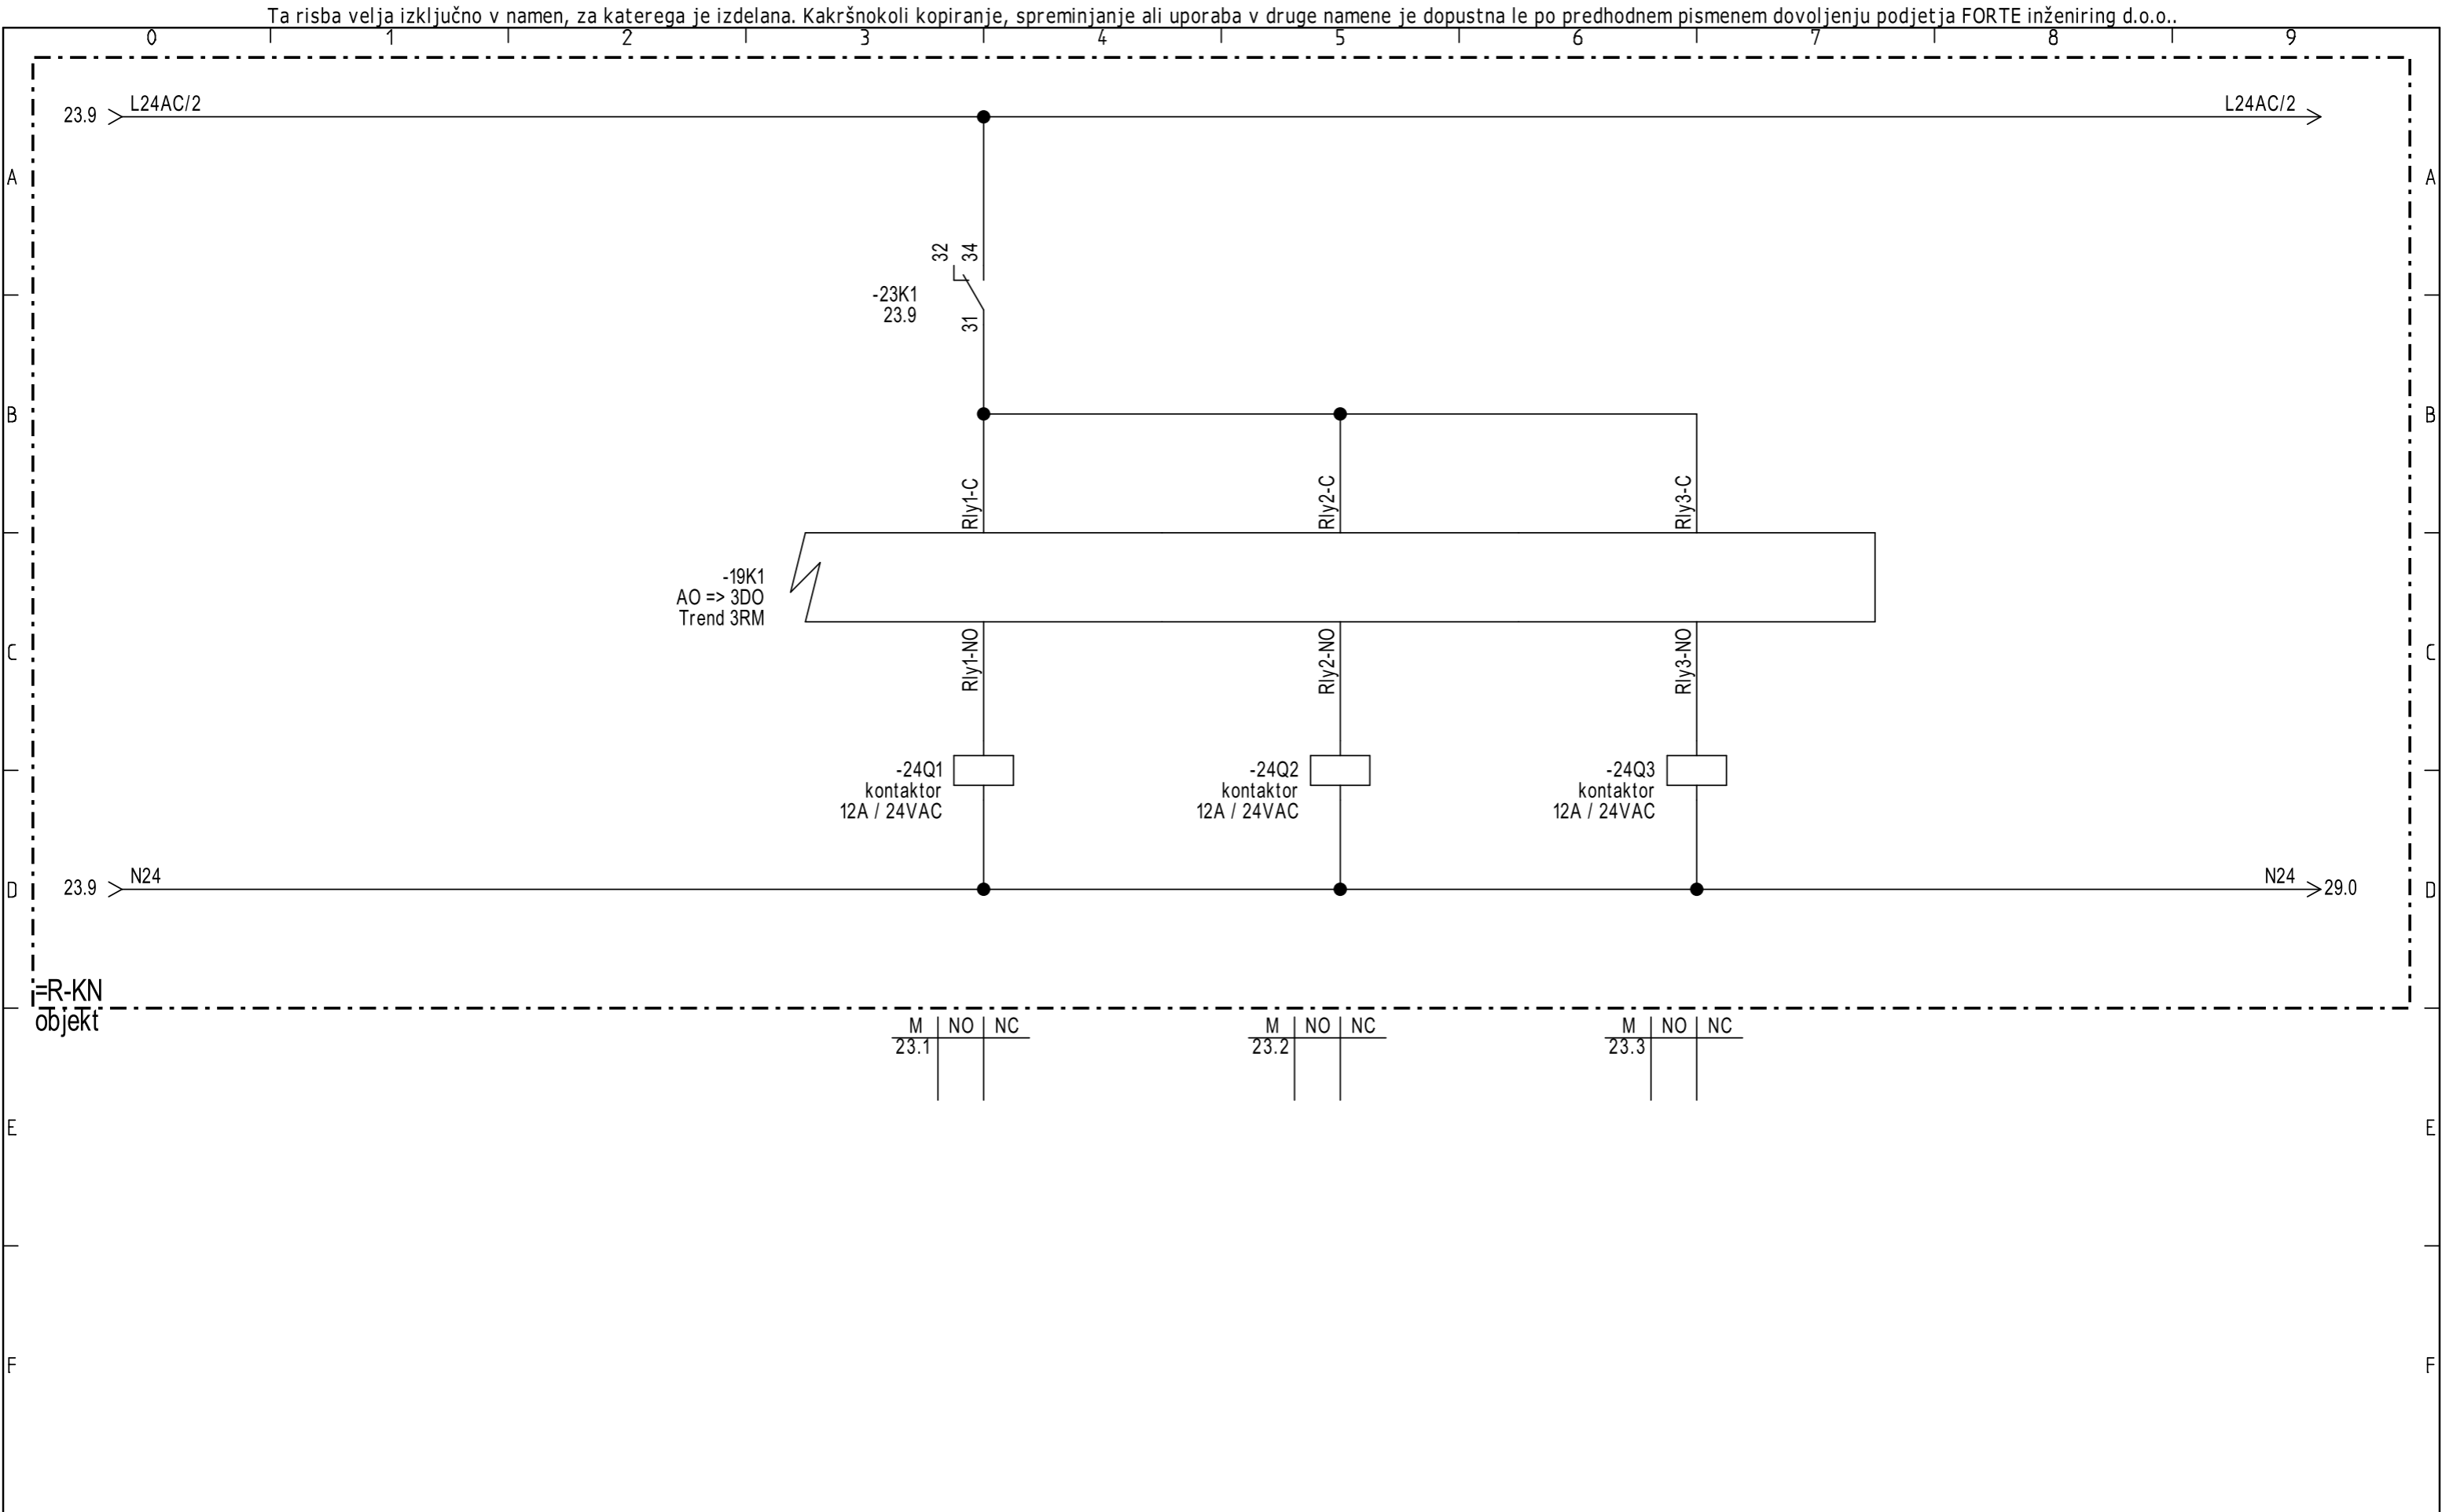 Ta risba velja izključno v namen, za katerega je izdelana. Kakršnokoli kopiranje, spreminjanje ali uporaba v druge namene je dopustna le po predhodnem pismenem dovoljenju podjetja FORTE inženiring d.o.o..
0 1 2 3 4 5 6 7 8 9
L24AC/2 L24AC/2
23.9
A A
32 34
-23K1
23.9
31
B B
Rly1-C Rly2-C Rly3-C
-19K1
AO => 3DO
Trend 3RM
C C
Rly1-NO Rly2-NO Rly3-NO
-24Q1 -24Q2 -24Q3
kontaktor kontaktor kontaktor
12A / 24VAC 12A / 24VAC 12A / 24VAC
N24 N24
D 23.9 29.0 D
=R-KN
objekt
M NO NC M NO NC M NO NC
23.1 23.2 23.3
E E
F F